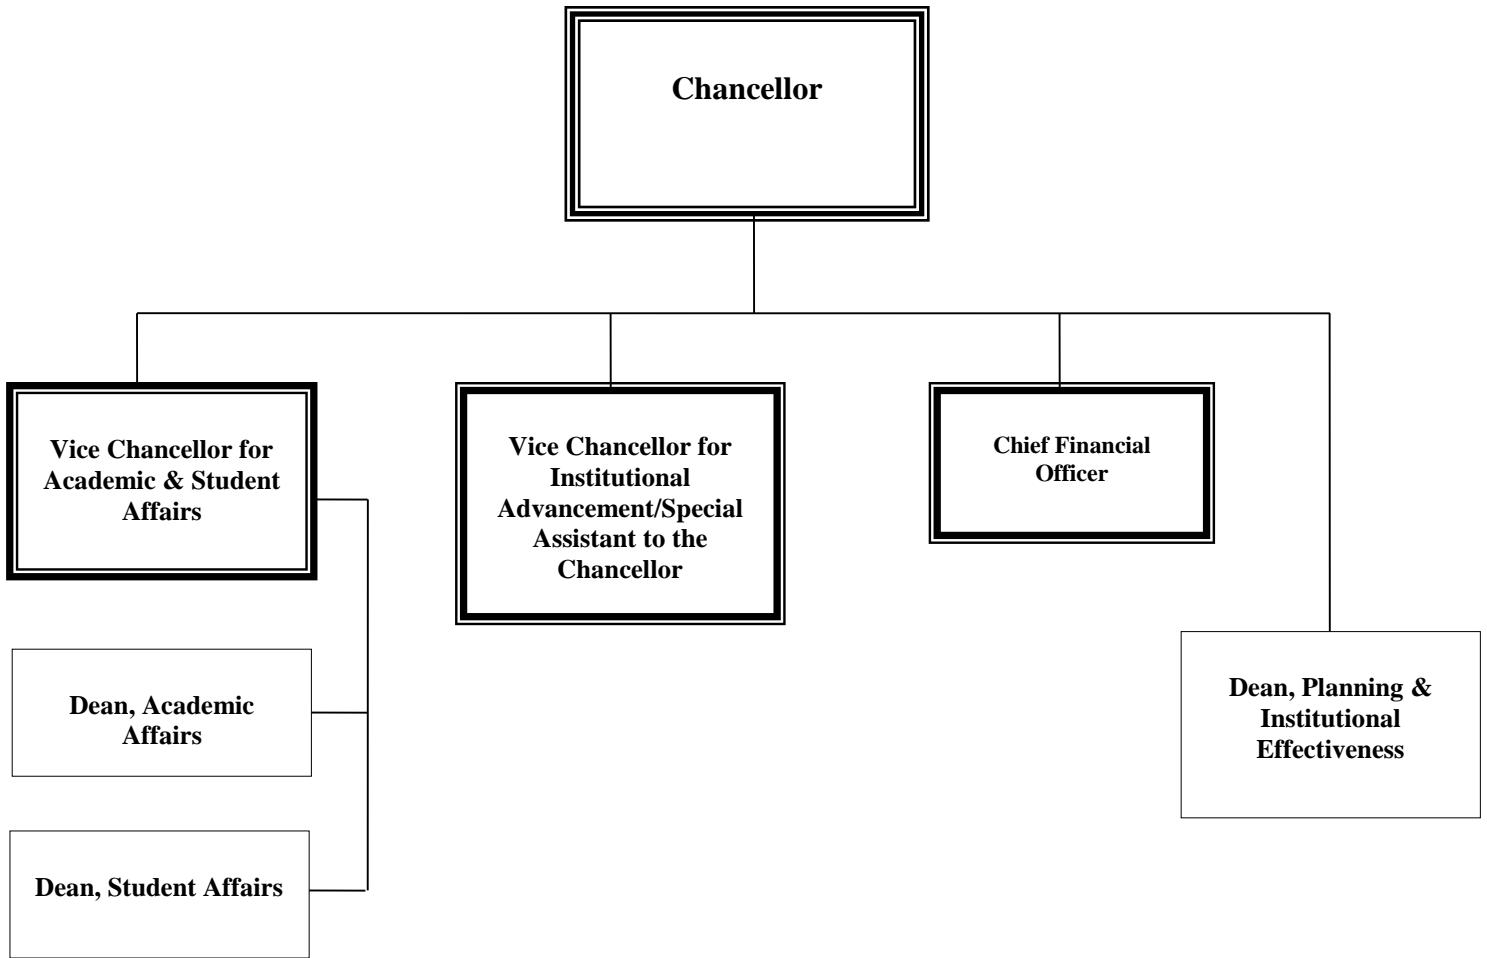 Chancellor
Vice Chancellor for
Academic & Student
Affairs
Vice Chancellor for
Institutional
Advancement/Special
Assistant to the
Chancellor
Chief Financial
Officer
Dean, Planning &
Institutional
Effectiveness
Dean, Academic
Affairs
Dean, Student Affairs